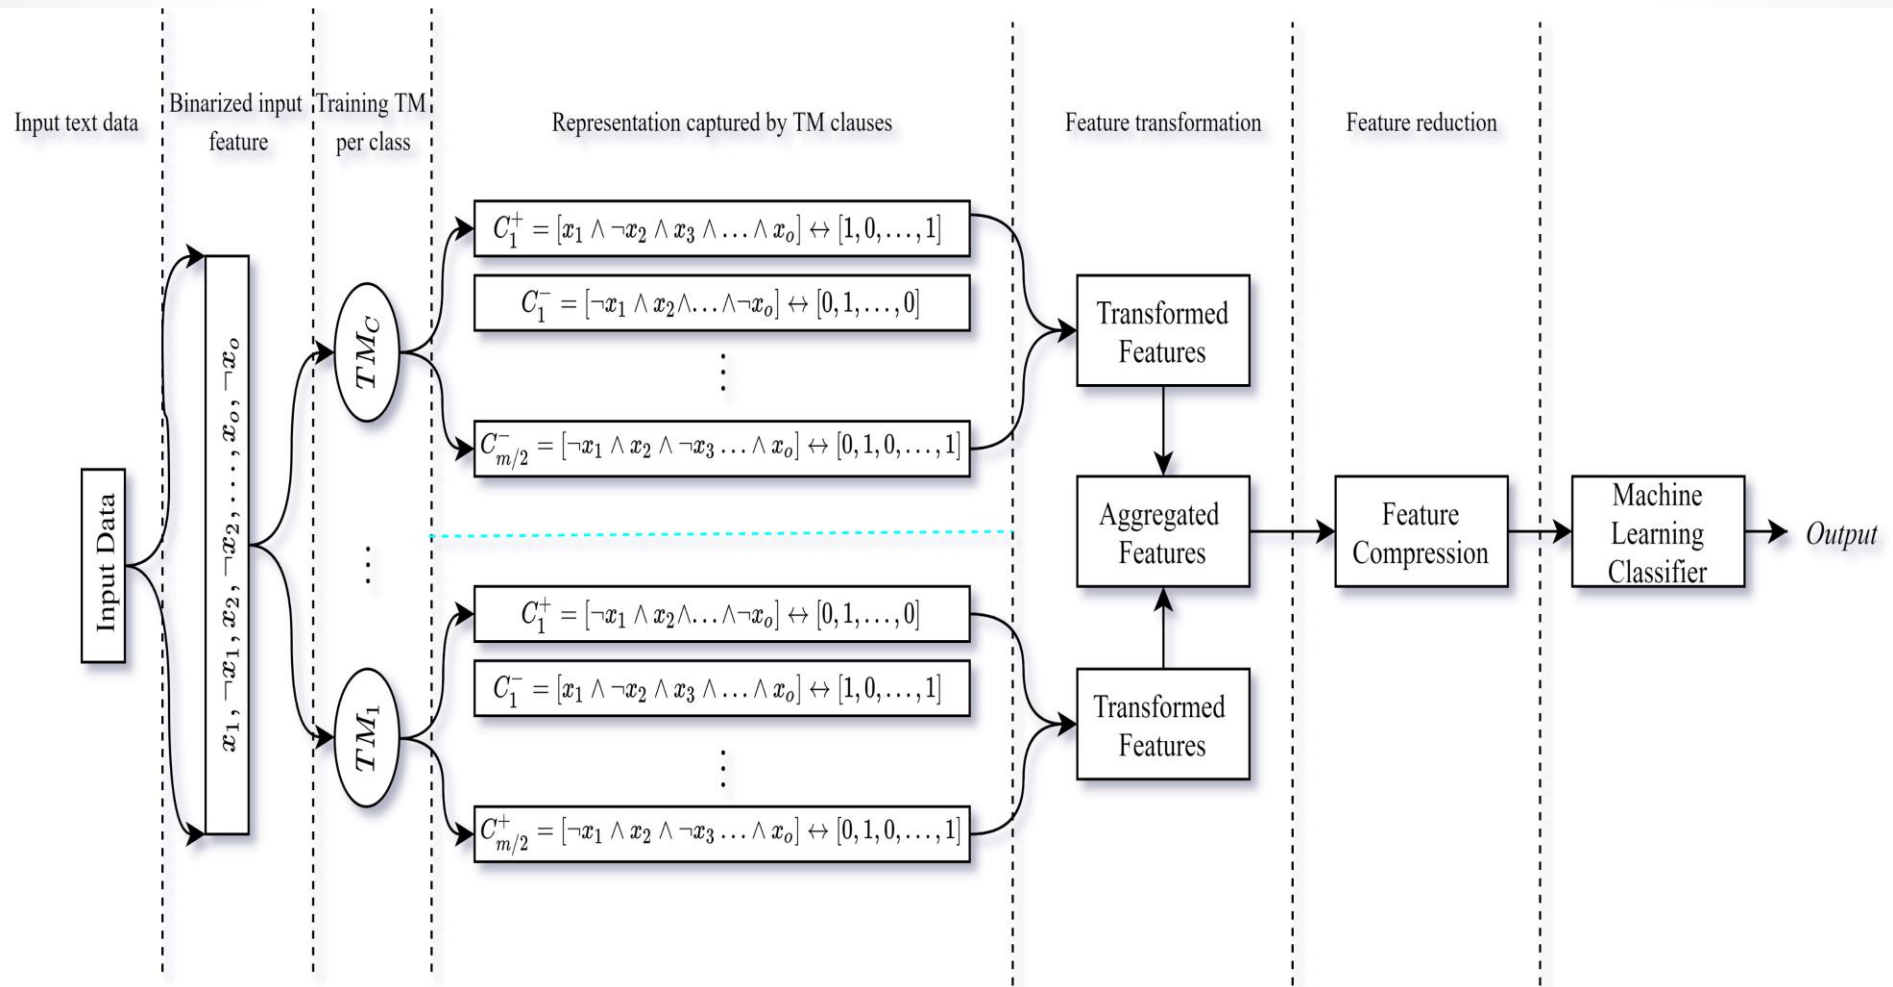 Input text data
Binarized input
feature
Training TM
per class
Representation captured by TM clauses
Feature transformation
Feature reduction
Input Data
x₁, ¬x₁, x₂, ¬x₂, . . . , xₒ, ¬xₒ
TM_C
⋮
TM₁
C₁⁺ = [x₁ ∧ ¬x₂ ∧ x₃ ∧ … ∧ xₒ] ↔ [1, 0, …, 1]
C₁⁻ = [¬x₁ ∧ x₂∧…∧¬xₒ] ↔ [0, 1, …, 0]
⋮
C⁻_{m/2} = [¬x₁ ∧ x₂ ∧ ¬x₃ … ∧ xₒ] ↔ [0, 1, 0, …, 1]
C₁⁺ = [¬x₁ ∧ x₂∧…∧¬xₒ] ↔ [0, 1, …, 0]
C₁⁻ = [x₁ ∧ ¬x₂ ∧ x₃ ∧ … ∧ xₒ] ↔ [1, 0, …, 1]
⋮
C⁺_{m/2} = [¬x₁ ∧ x₂ ∧ ¬x₃ … ∧ xₒ] ↔ [0, 1, 0, …, 1]
Transformed
Features
Aggregated
Features
Transformed
Features
Feature
Compression
Machine
Learning
Classifier
Output